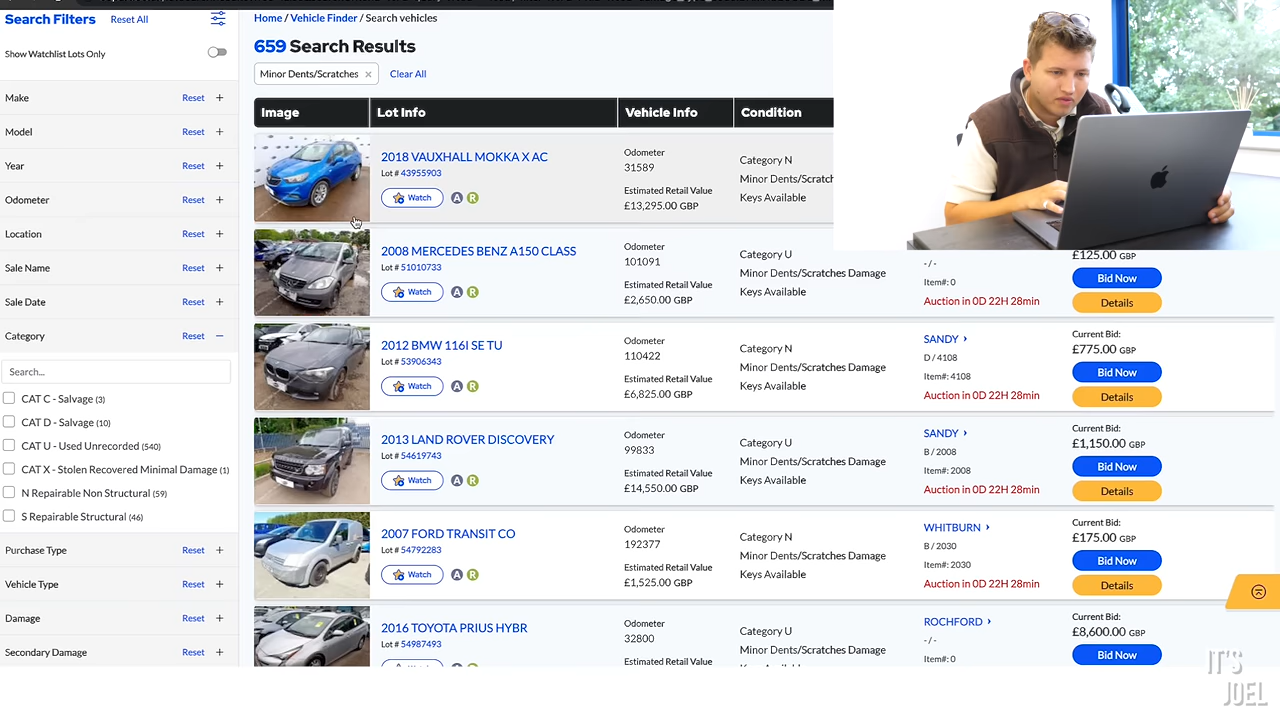 Search Filters
Reset All
Show Watchlist Lots Only
Make Reset +
Model Reset +
Year Reset +
Odometer Reset +
Location Reset +
Sale Name Reset +
Sale Date Reset +
Category Reset −
Search...
CAT C - Salvage (3)
CAT D - Salvage (10)
CAT U - Used Unrecorded (540)
CAT X - Stolen Recovered Minimal Damage (1)
N Repairable Non Structural (59)
S Repairable Structural (46)
Purchase Type Reset +
Vehicle Type Reset +
Damage Reset +
Secondary Damage Reset +
Home / Vehicle Finder / Search vehicles
659 Search Results
Minor Dents/Scratches ×
Clear All
Image Lot Info Vehicle Info Condition
2018 VAUXHALL MOKKA X AC
Lot # 43955903
Watch A R
Odometer
31589
Estimated Retail Value
£13,295.00 GBP
Category N
Minor Dents/Scratch
Keys Available
2008 MERCEDES BENZ A150 CLASS
Lot # 51010733
Watch A R
Odometer
101091
Estimated Retail Value
£2,650.00 GBP
Category U
Minor Dents/Scratches Damage
Keys Available
-/-
Item#: 0
Auction in 0D 22H 28min
£125.00 GBP
Bid Now
Details
2012 BMW 116I SE TU
Lot # 53906343
Watch A R
Odometer
110422
Estimated Retail Value
£6,825.00 GBP
Category N
Minor Dents/Scratches Damage
Keys Available
SANDY ›
D / 4108
Item#: 4108
Auction in 0D 22H 28min
Current Bid:
£775.00 GBP
Bid Now
Details
2013 LAND ROVER DISCOVERY
Lot # 54619743
Watch A R
Odometer
99833
Estimated Retail Value
£14,550.00 GBP
Category U
Minor Dents/Scratches Damage
Keys Available
SANDY ›
B / 2008
Item#: 2008
Auction in 0D 22H 28min
Current Bid:
£1,150.00 GBP
Bid Now
Details
2007 FORD TRANSIT CO
Lot # 54792283
Watch A R
Odometer
192377
Estimated Retail Value
£1,525.00 GBP
Category N
Minor Dents/Scratches Damage
Keys Available
WHITBURN ›
B / 2030
Item#: 2030
Auction in 0D 22H 28min
Current Bid:
£175.00 GBP
Bid Now
Details
2016 TOYOTA PRIUS HYBR
Lot # 54987493
Odometer
32800
Estimated Retail Value
Category U
Minor Dents/Scratches Damage
ROCHFORD ›
-/-
Item#: 0
Current Bid:
£8,600.00 GBP
Bid Now
IT'S
JOEL